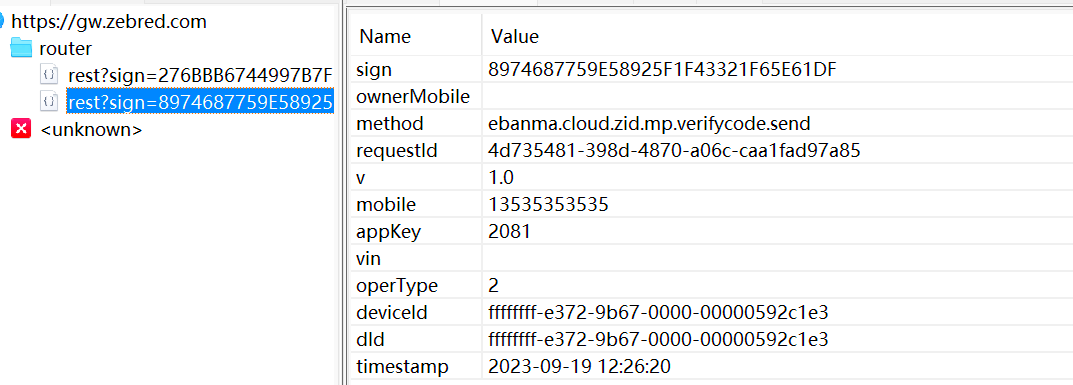 https://gw.zebred.com
router
rest?sign=276BBB6744997B7F
rest?sign=8974687759E58925
<unknown>
Name Value
sign 8974687759E58925F1F43321F65E61DF
ownerMobile
method ebanma.cloud.zid.mp.verifycode.send
requestId 4d735481-398d-4870-a06c-caa1fad97a85
v 1.0
mobile 13535353535
appKey 2081
vin
operType 2
deviceId ffffffff-e372-9b67-0000-00000592c1e3
dId ffffffff-e372-9b67-0000-00000592c1e3
timestamp 2023-09-19 12:26:20